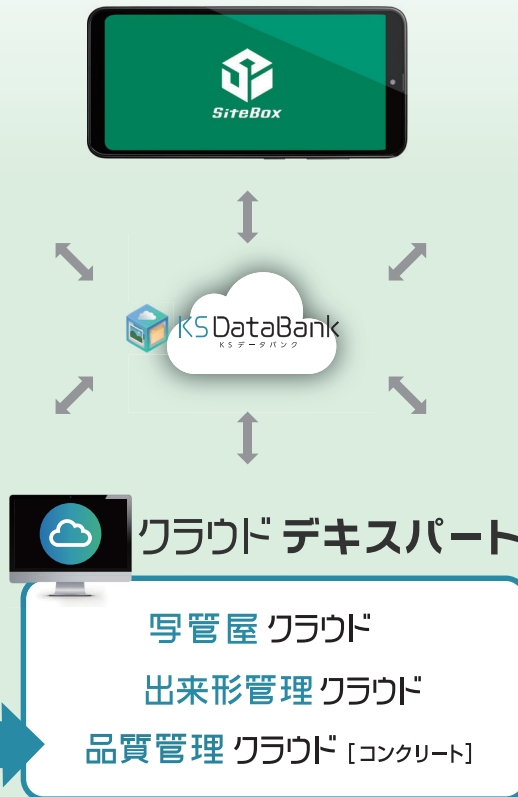 SiteBox
KSDataBank
KSデータバンク
クラウド デキスパート
写管屋 クラウド
出来形管理 クラウド
品質管理 クラウド [コンクリート]